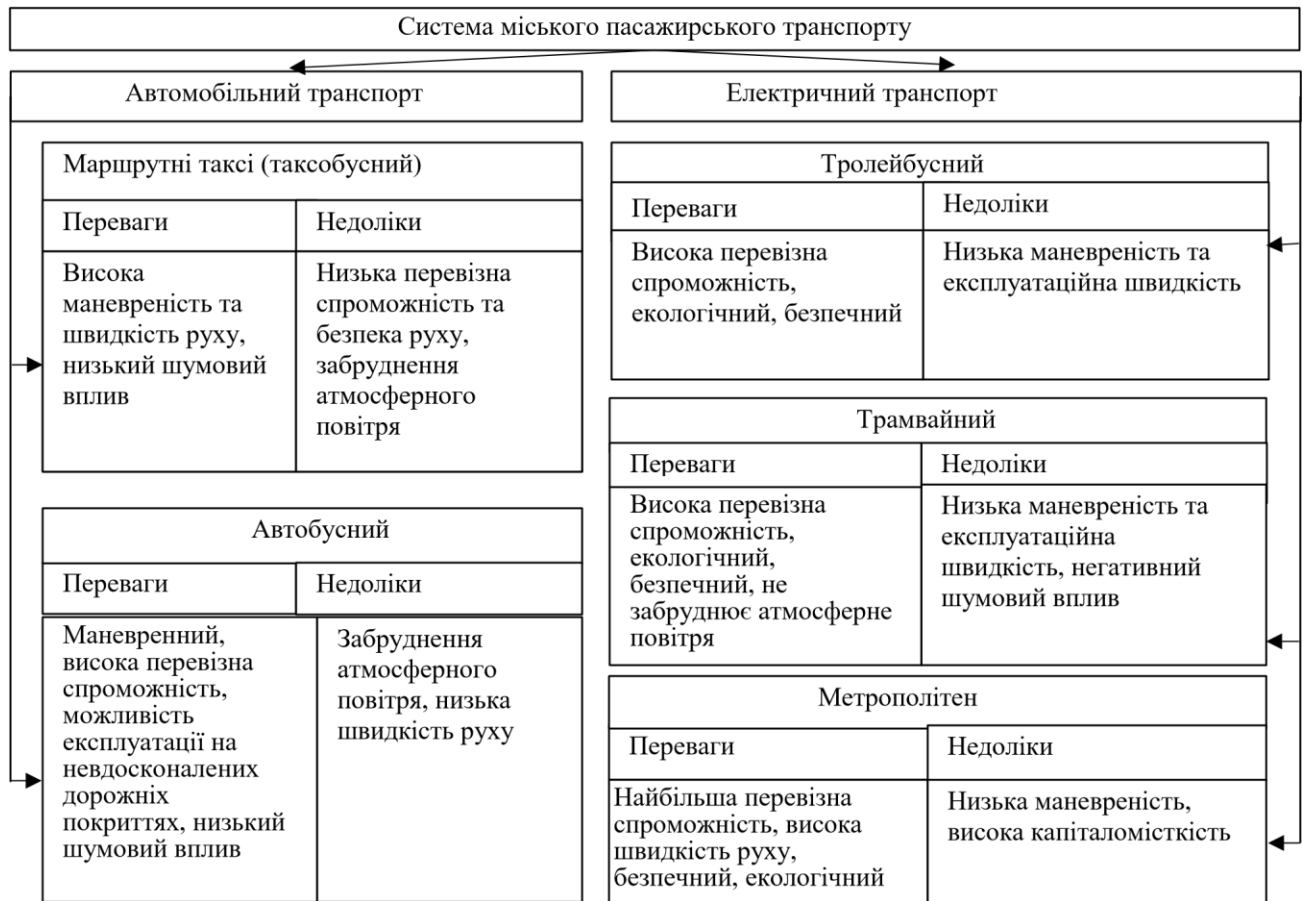 Система міського пасажирського транспорту
Автомобільний транспорт
Маршрутні таксі (таксобусний)
Переваги
Недоліки
Висока
маневреність та
швидкість руху,
низький шумовий
вплив
Низька перевізна
спроможність та
безпека руху,
забруднення
атмосферного
повітря
Автобусний
Переваги
Недоліки
Маневренний,
висока перевізна
спроможність,
можливість
експлуатації на
невдосконалених
дорожніх
покриттях, низький
шумовий вплив
Забруднення
атмосферного
повітря, низька
швидкість руху
Електричний транспорт
Тролейбусний
Переваги
Недоліки
Висока перевізна
спроможність,
екологічний, безпечний
Низька маневреність та
експлуатаційна швидкість
Трамвайний
Переваги
Недоліки
Висока перевізна
спроможність,
екологічний,
безпечний, не
забруднює атмосферне
повітря
Низька маневреність та
експлуатаційна
швидкість, негативний
шумовий вплив
Метрополітен
Переваги
Недоліки
Найбільша перевізна
спроможність, висока
швидкість руху,
безпечний, екологічний
Низька маневреність,
висока капіталомісткість